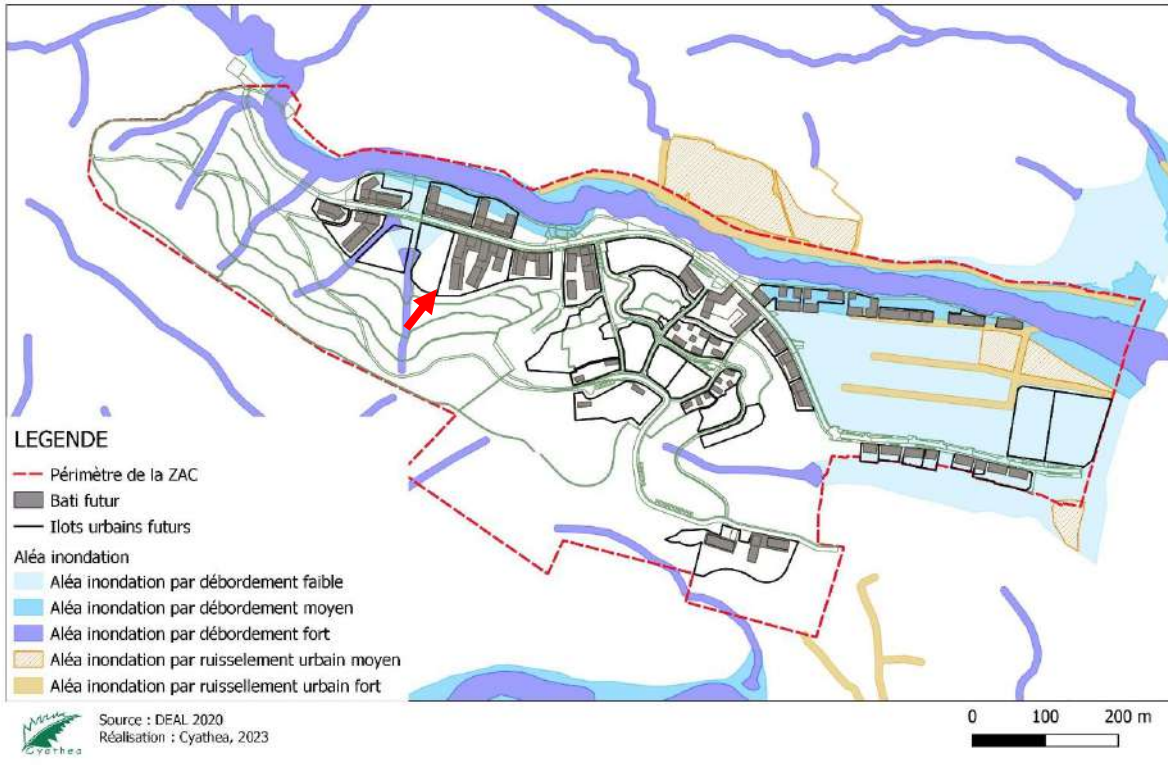 LEGENDE
Périmètre de la ZAC
Bati futur
Ilots urbains futurs
Aléa inondation
Aléa inondation par débordement faible
Aléa inondation par débordement moyen
Aléa inondation par débordement fort
Aléa inondation par ruisselement urbain moyen
Aléa inondation par ruissellement urbain fort
Cyathea
Source : DEAL 2020
Réalisation : Cyathea, 2023
0 100 200 m